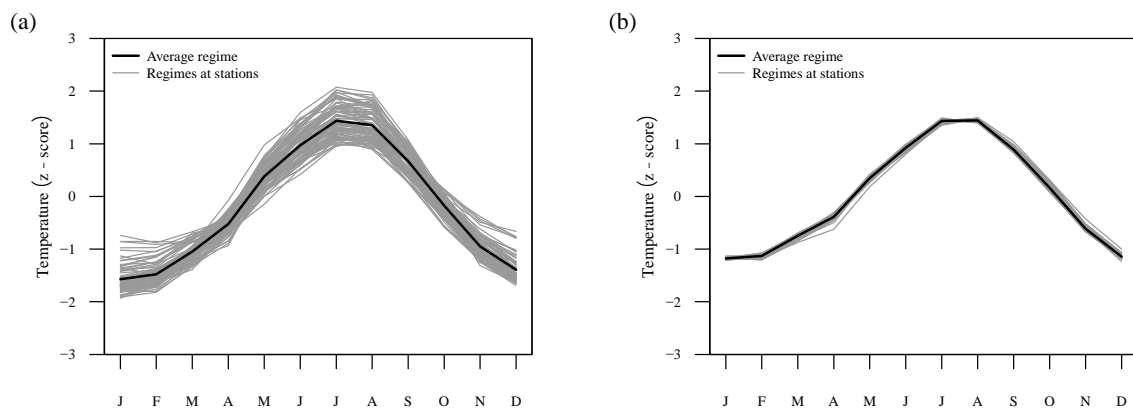 (a)
3
2
1
0
−1
−2
−3
Temperature (z - score)
Average regime
Regimes at stations
J F M A M J J A S O N D
(b)
3
2
1
0
−1
−2
−3
Temperature (z - score)
Average regime
Regimes at stations
J F M A M J J A S O N D